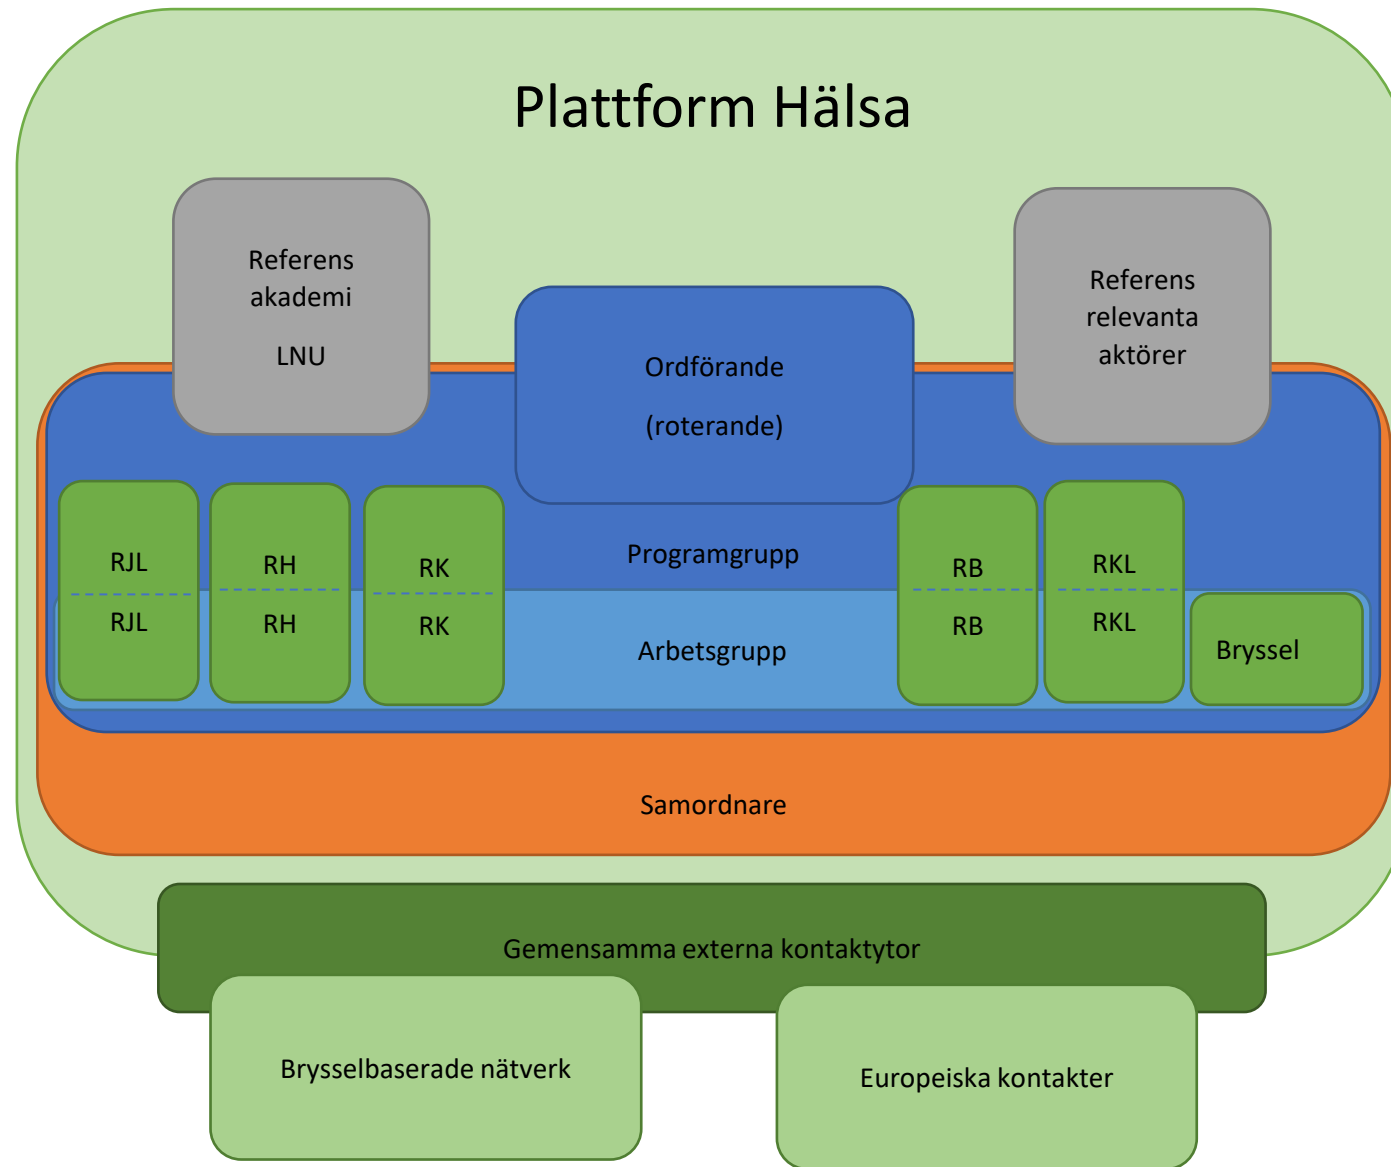 Plattform Hälsa
Referens
akademi
LNU
Referens
relevanta
aktörer
Ordförande
(roterande)
Programgrupp
RJL
RJL
RH
RH
RK
RK
RB
RB
RKL
RKL
Arbetsgrupp
Bryssel
Samordnare
Gemensamma externa kontaktytor
Brysselbaserade nätverk
Europeiska kontakter